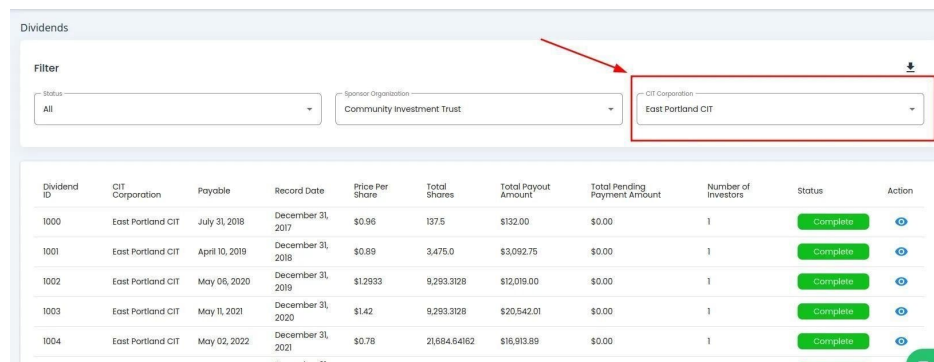 Dividends
Filter
Status
All
Sponsor Organization
Community Investment Trust
CIT Corporation
East Portland CIT
Dividend ID CIT Corporation Payable Record Date Price Per Share Total Shares Total Payout Amount Total Pending Payment Amount Number of Investors Status Action
1000 East Portland CIT July 31, 2018 December 31, 2017 $0.96 137.5 $132.00 $0.00 1 Complete
1001 East Portland CIT April 10, 2019 December 31, 2018 $0.89 3,475.0 $3,092.75 $0.00 1 Complete
1002 East Portland CIT May 06, 2020 December 31, 2019 $1.2933 9,293.3128 $12,019.00 $0.00 1 Complete
1003 East Portland CIT May 11, 2021 December 31, 2020 $1.42 9,293.3128 $20,542.01 $0.00 1 Complete
1004 East Portland CIT May 02, 2022 December 31, 2021 $0.78 21,684.64162 $16,913.89 $0.00 1 Complete